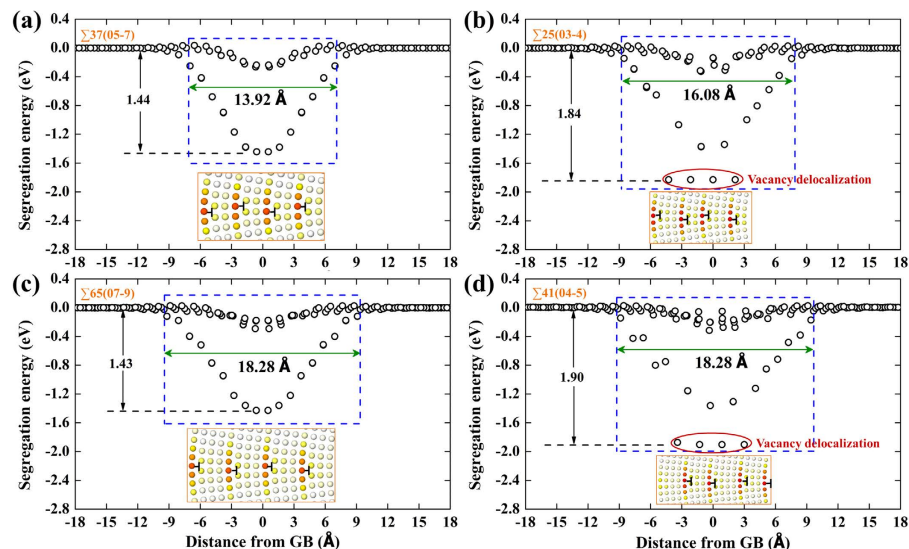 (a)
∑37(05-7)
0.4
0.0
-0.4
-0.8
-1.2
-1.6
-2.0
-2.4
-2.8
Segregation energy (eV)
1.44
13.92 Å
-18 -15 -12 -9 -6 -3 0 3 6 9 12 15 18
(b)
∑25(03-4)
0.4
0.0
-0.4
-0.8
-1.2
-1.6
-2.0
-2.4
-2.8
Segregation energy (eV)
1.84
16.08 Å
Vacancy delocalization
-18 -15 -12 -9 -6 -3 0 3 6 9 12 15 18
(c)
∑65(07-9)
0.4
0.0
-0.4
-0.8
-1.2
-1.6
-2.0
-2.4
-2.8
Segregation energy (eV)
1.43
18.28 Å
-18 -15 -12 -9 -6 -3 0 3 6 9 12 15 18
Distance from GB (Å)
(d)
∑41(04-5)
0.4
0.0
-0.4
-0.8
-1.2
-1.6
-2.0
-2.4
-2.8
Segregation energy (eV)
1.90
18.28 Å
Vacancy delocalization
-18 -15 -12 -9 -6 -3 0 3 6 9 12 15 18
Distance from GB (Å)